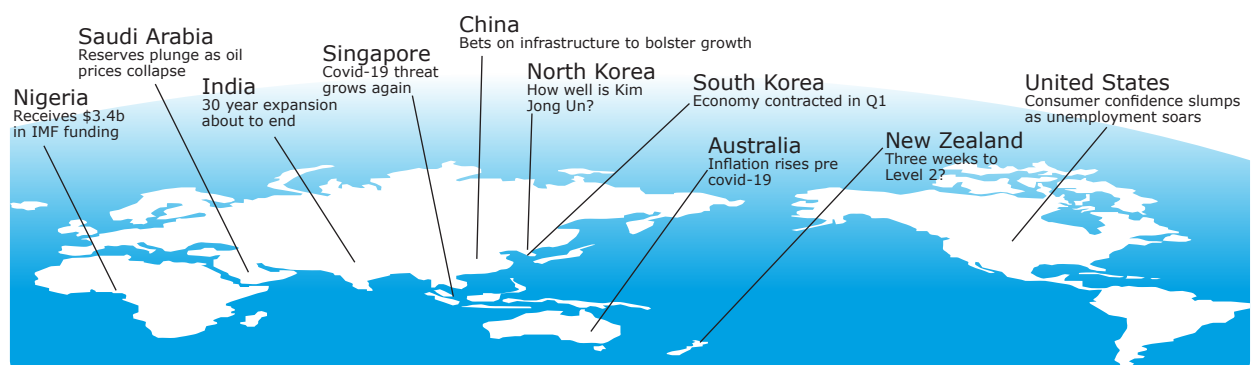 Nigeria
Receives $3.4b
in IMF funding
Saudi Arabia
Reserves plunge as oil
prices collapse
India
30 year expansion
about to end
Singapore
Covid-19 threat
grows again
China
Bets on infrastructure to bolster growth
North Korea
How well is Kim
Jong Un?
South Korea
Economy contracted in Q1
Australia
Inflation rises pre
covid-19
New Zealand
Three weeks to
Level 2?
United States
Consumer confidence slumps
as unemployment soars